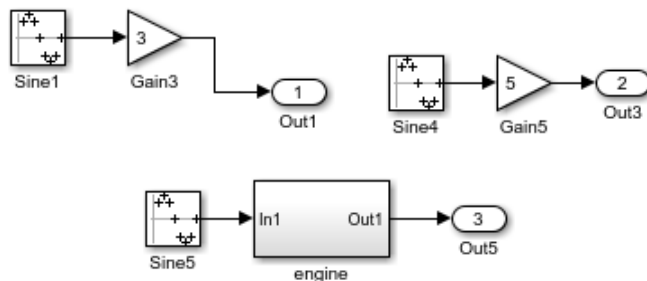 3
Sine1
Gain3
1
Out1
5
2
Sine4
Gain5
Out3
In1
Out1
3
Sine5
Out5
engine